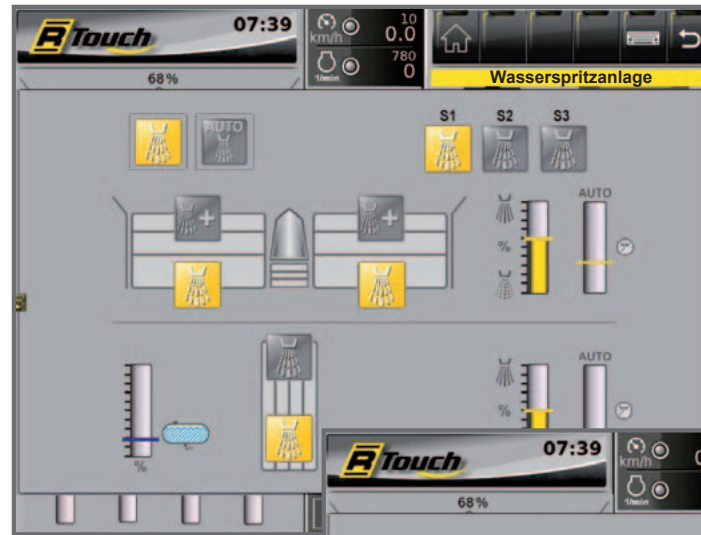 R Touch 07:39
km/h 10
0.0
1/min 780
0
68%
Wasserspritzanlage
AUTO
S1 S2 S3
+ +
AUTO
%
AUTO
%
%
R Touch 07:39
km/h
1/min
68%